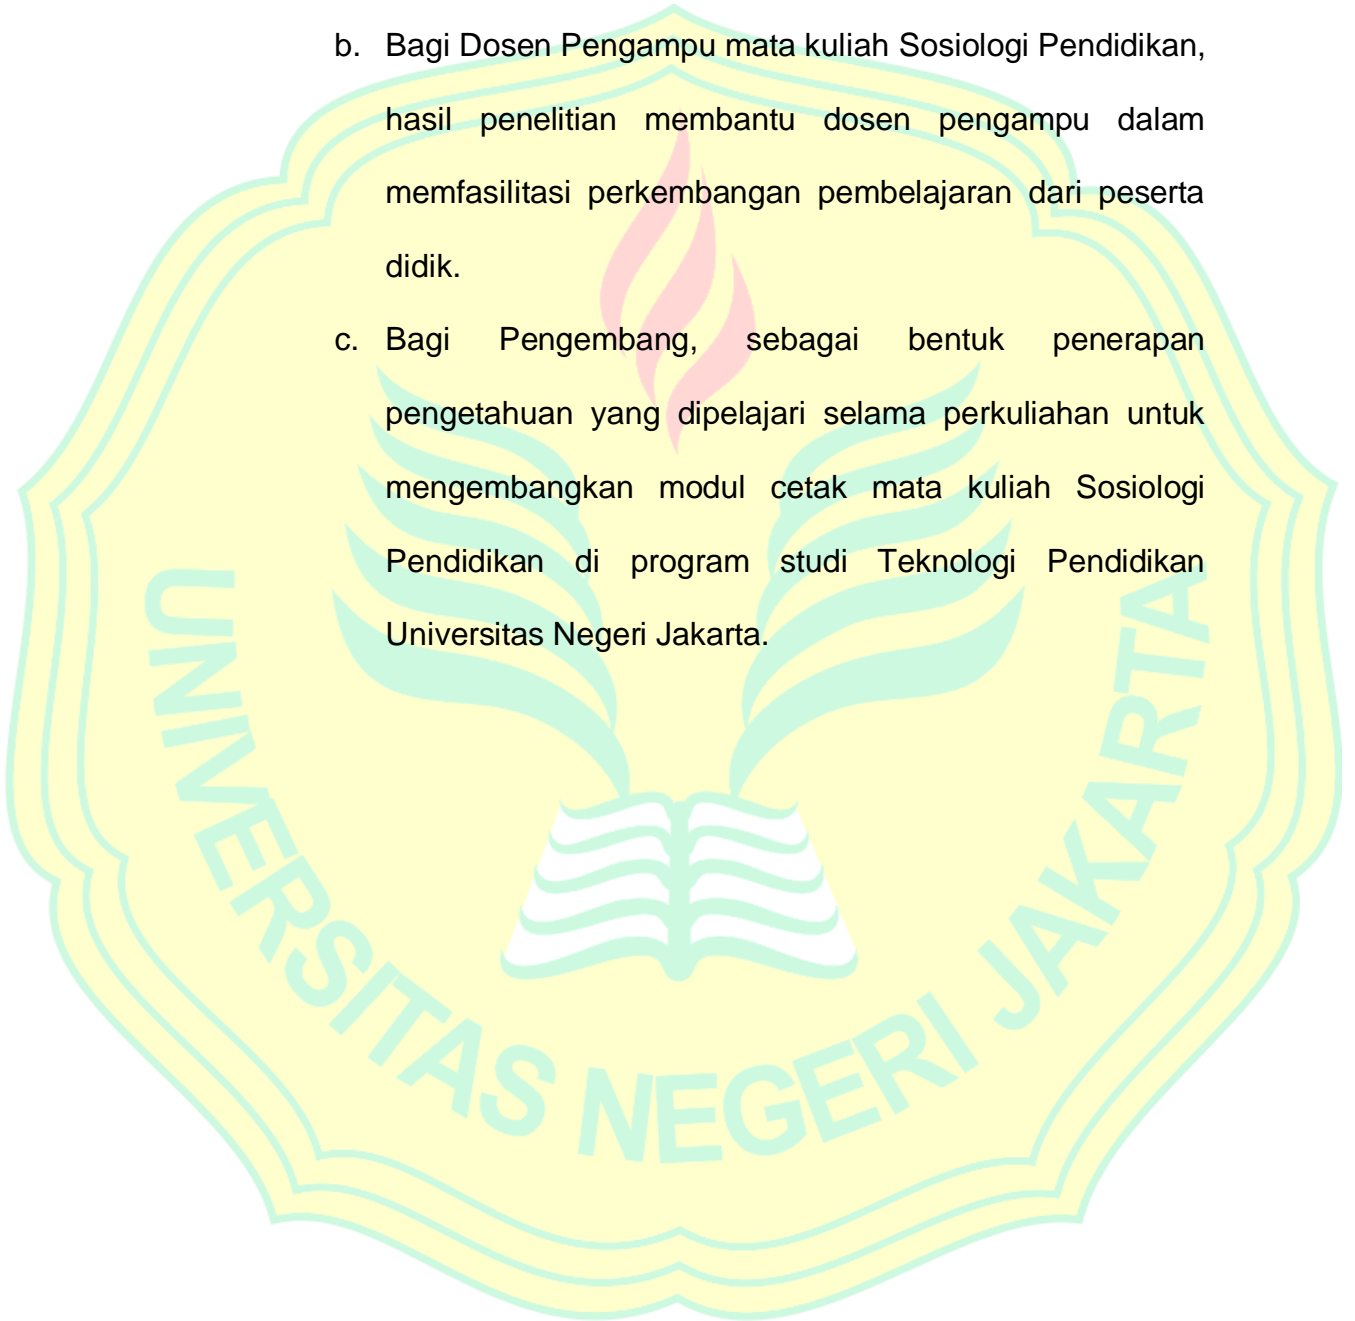 b. Bagi Dosen Pengampu mata kuliah Sosiologi Pendidikan,
hasil penelitian membantu dosen pengampu dalam
memfasilitasi perkembangan pembelajaran dari peserta
didik.
c. Bagi Pengembang, sebagai bentuk penerapan
pengetahuan yang dipelajari selama perkuliahan untuk
mengembangkan modul cetak mata kuliah Sosiologi
Pendidikan di program studi Teknologi Pendidikan
Universitas Negeri Jakarta.
UNIVERSITAS NEGERI JAKARTA